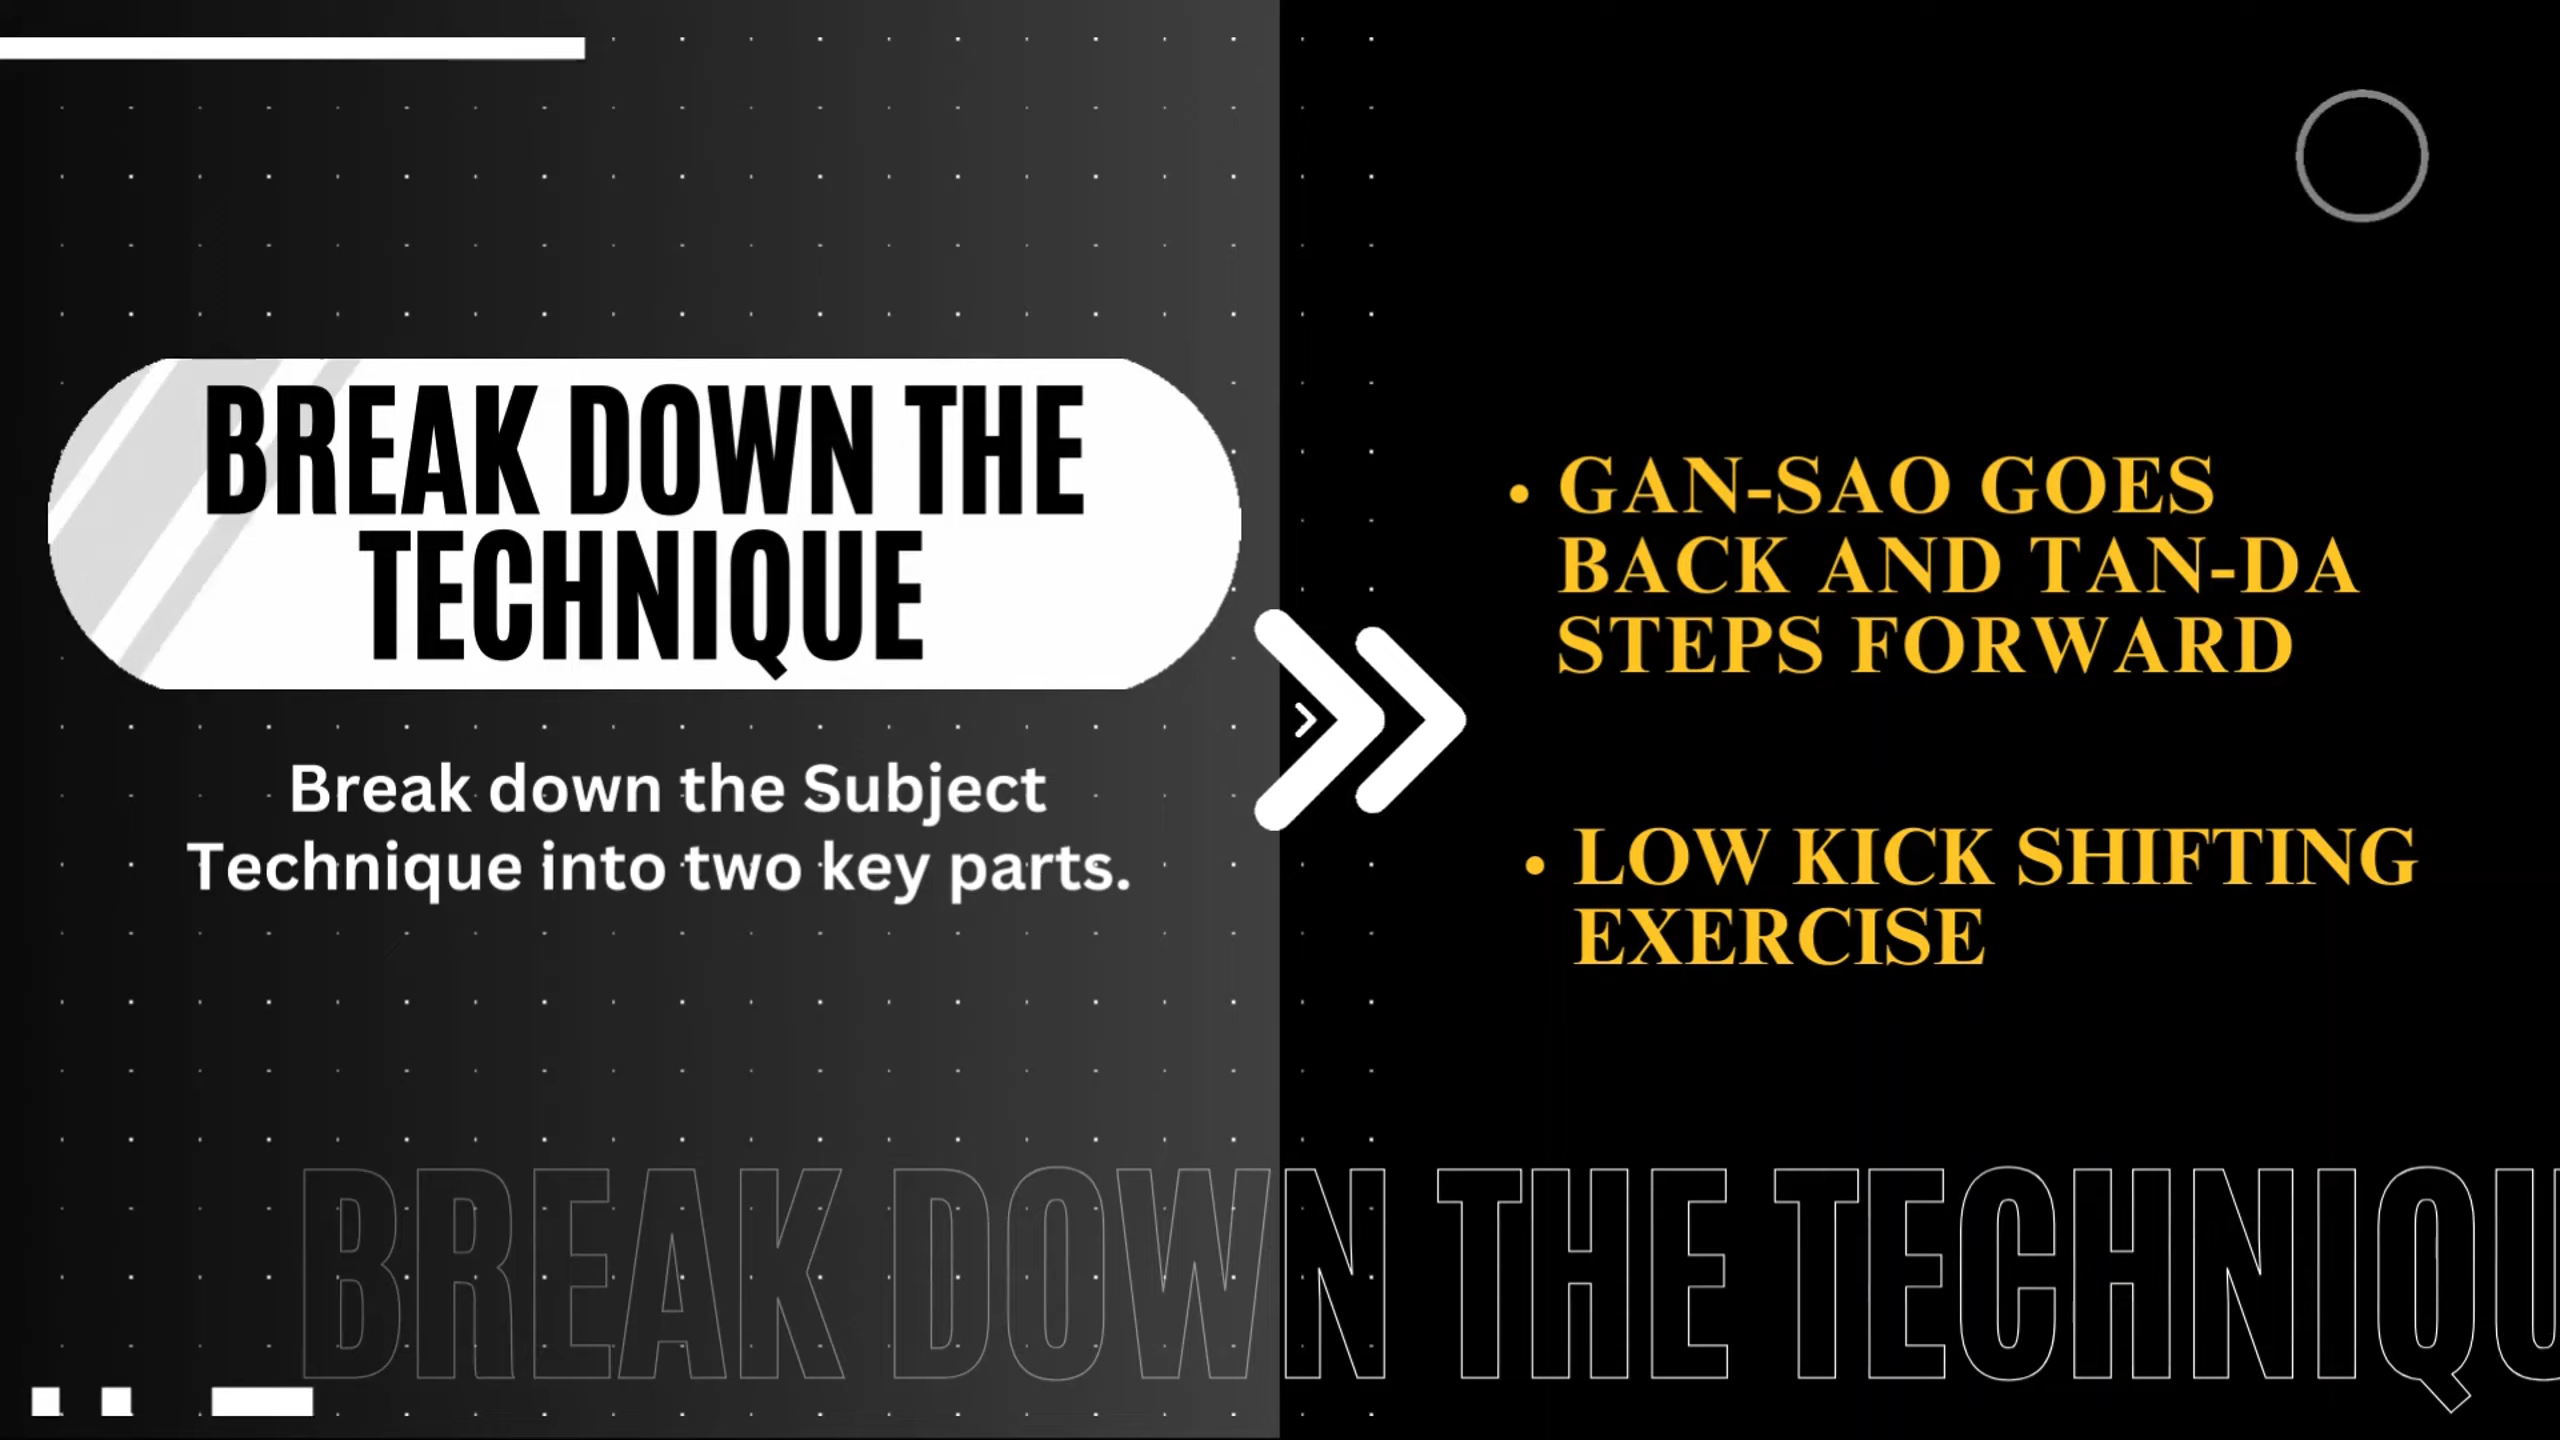 BREAK DOWN THE
TECHNIQUE
Break down the Subject
Technique into two key parts.
• GAN-SAO GOES
BACK AND TAN-DA
STEPS FORWARD
• LOW KICK SHIFTING
EXERCISE
BREAK DOWN THE TECHNIQU